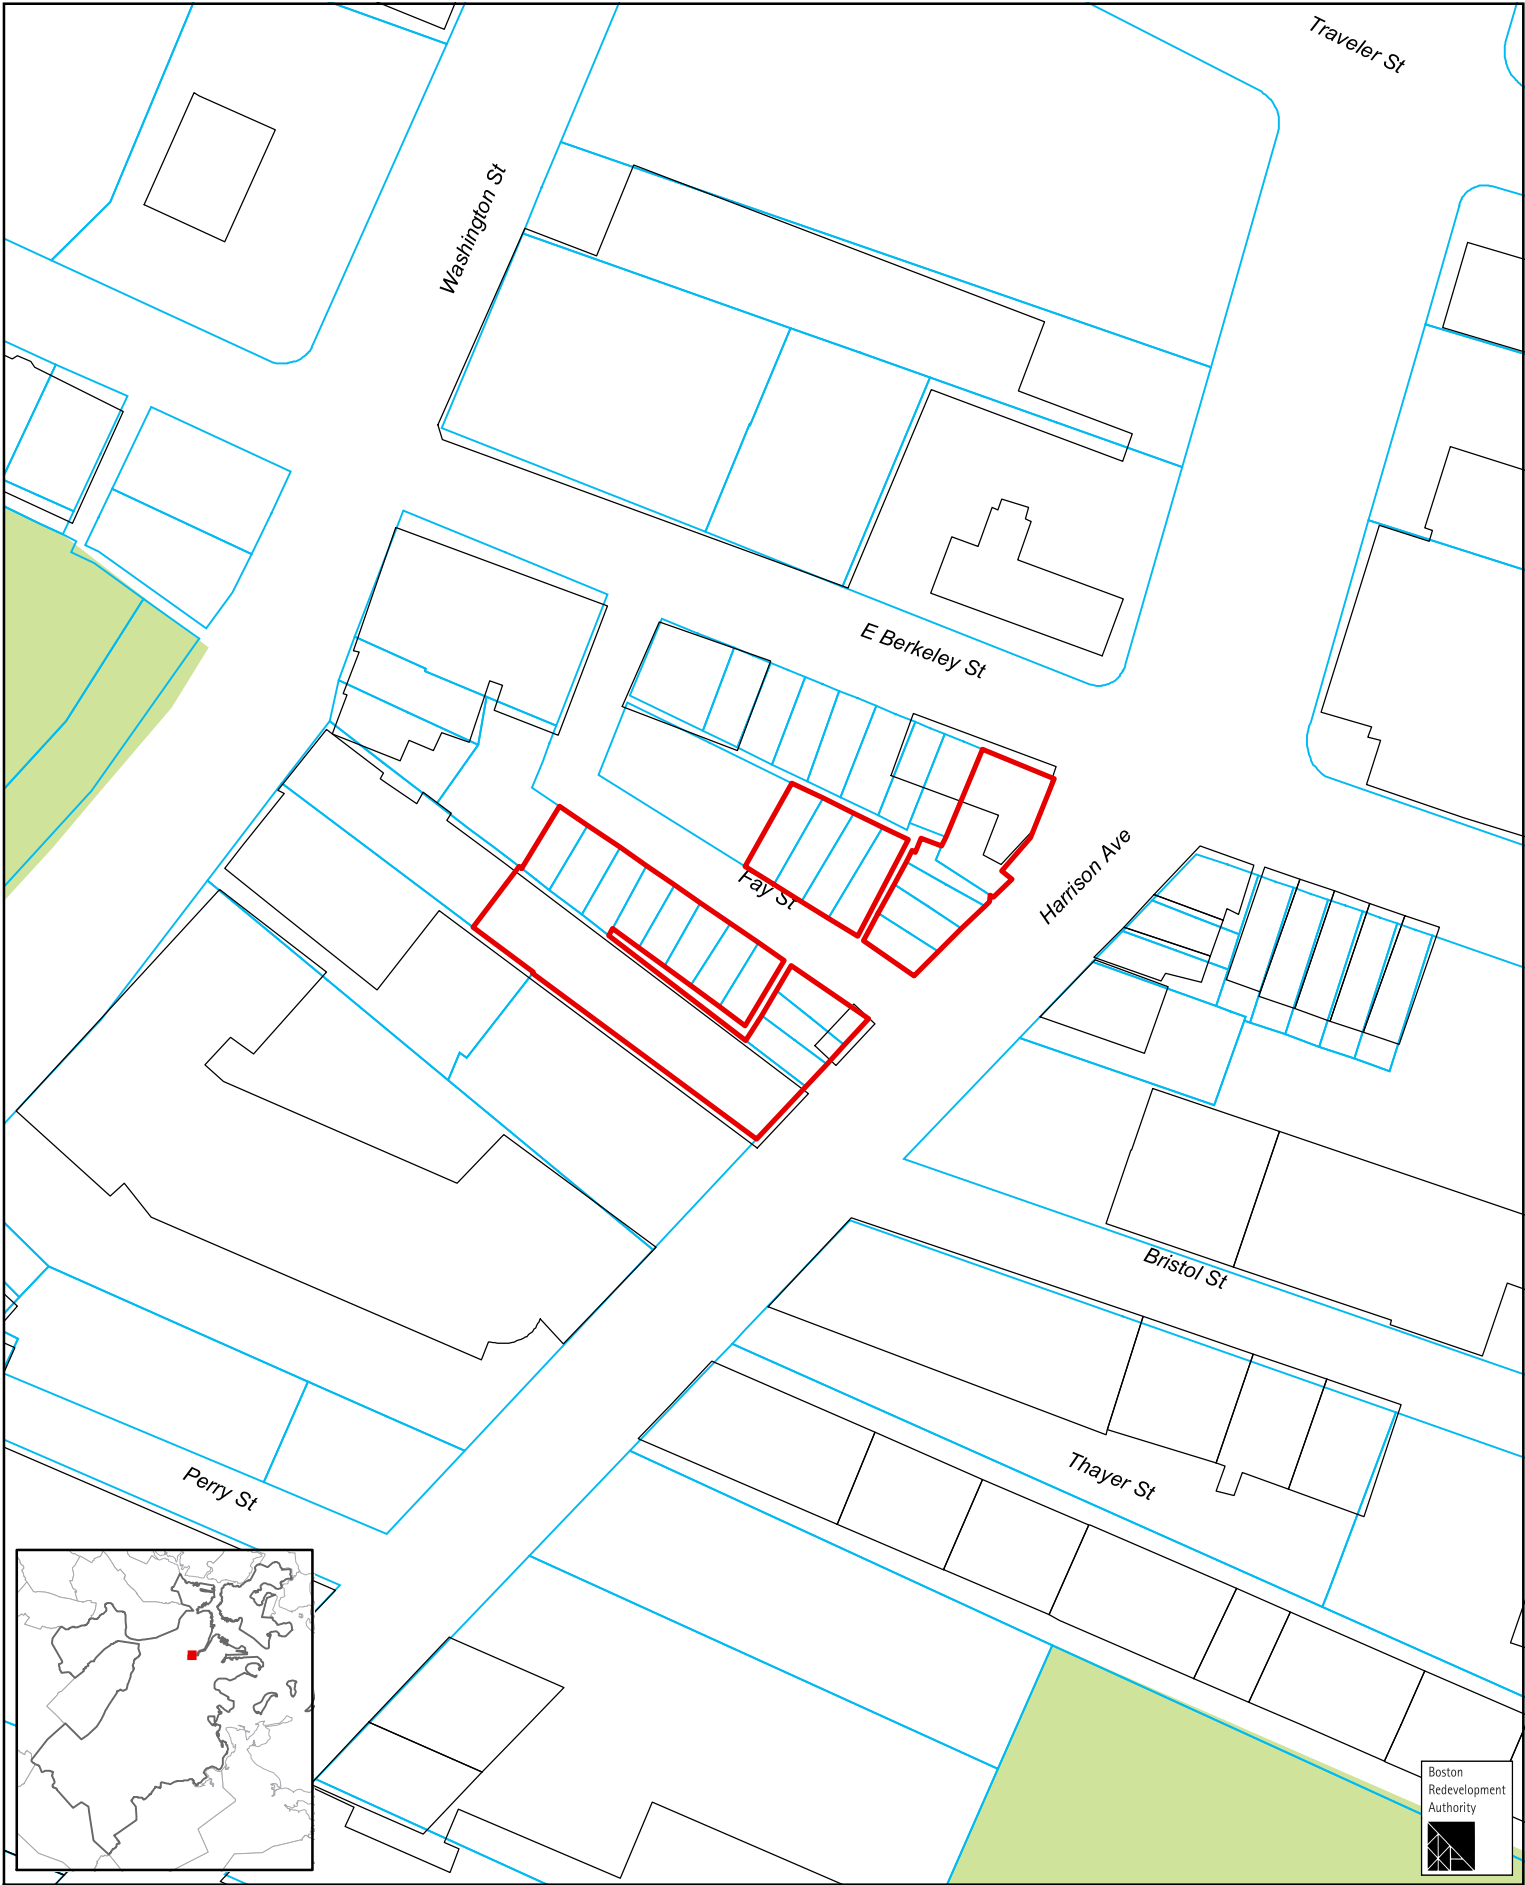 Traveler St
Washington St
E Berkeley St
Harrison Ave
Fay St
Bristol St
Thayer St
Perry St
Boston
Redevelopment
Authority